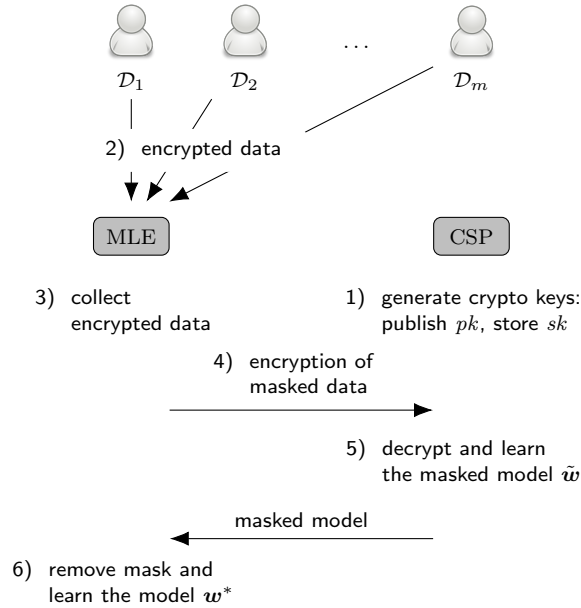 𝒟₁ 𝒟₂ … 𝒟ₘ
2) encrypted data
MLE CSP
3) collect
encrypted data
1) generate crypto keys:
publish pk, store sk
4) encryption of
masked data
5) decrypt and learn
the masked model w̃
masked model
6) remove mask and
learn the model w*